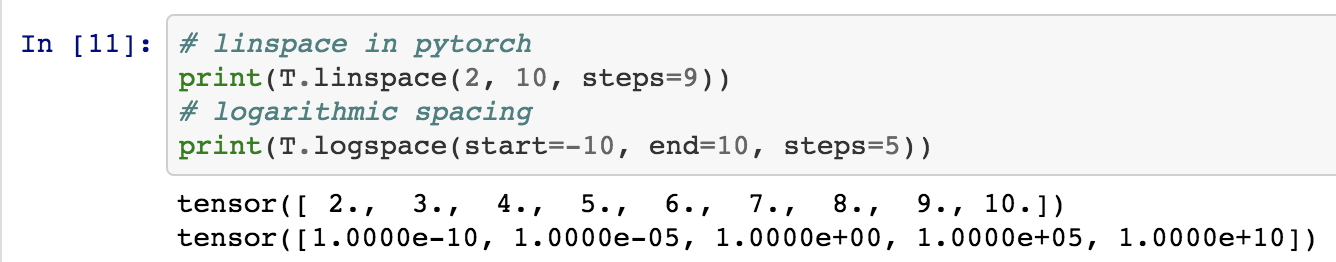 In [11]: # linspace in pytorch
print(T.linspace(2, 10, steps=9))
# logarithmic spacing
print(T.logspace(start=-10, end=10, steps=5))
tensor([ 2.,  3.,  4.,  5.,  6.,  7.,  8.,  9., 10.])
tensor([1.0000e-10, 1.0000e-05, 1.0000e+00, 1.0000e+05, 1.0000e+10])